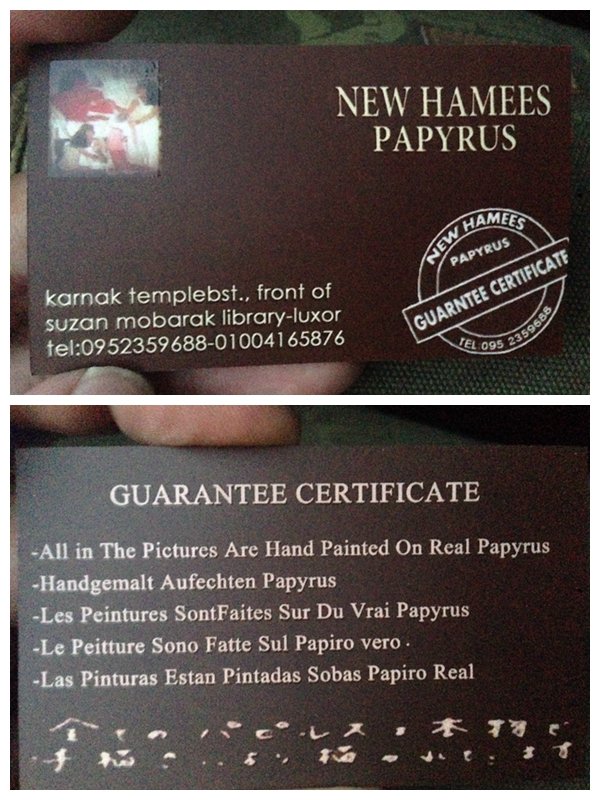 NEW HAMEES
PAPYRUS
NEW HAMEES
PAPYRUS
GUARNTEE CERTIFICATE
TEL:095 2359688
karnak templebst., front of
suzan mobarak library-luxor
tel:0952359688-01004165876
GUARANTEE CERTIFICATE
-All in The Pictures Are Hand Painted On Real Papyrus
-Handgemalt Aufechten Papyrus
-Les Peintures SontFaites Sur Du Vrai Papyrus
-Le Peitture Sono Fatte Sul Papiro vero.
-Las Pinturas Estan Pintadas Sobas Papiro Real